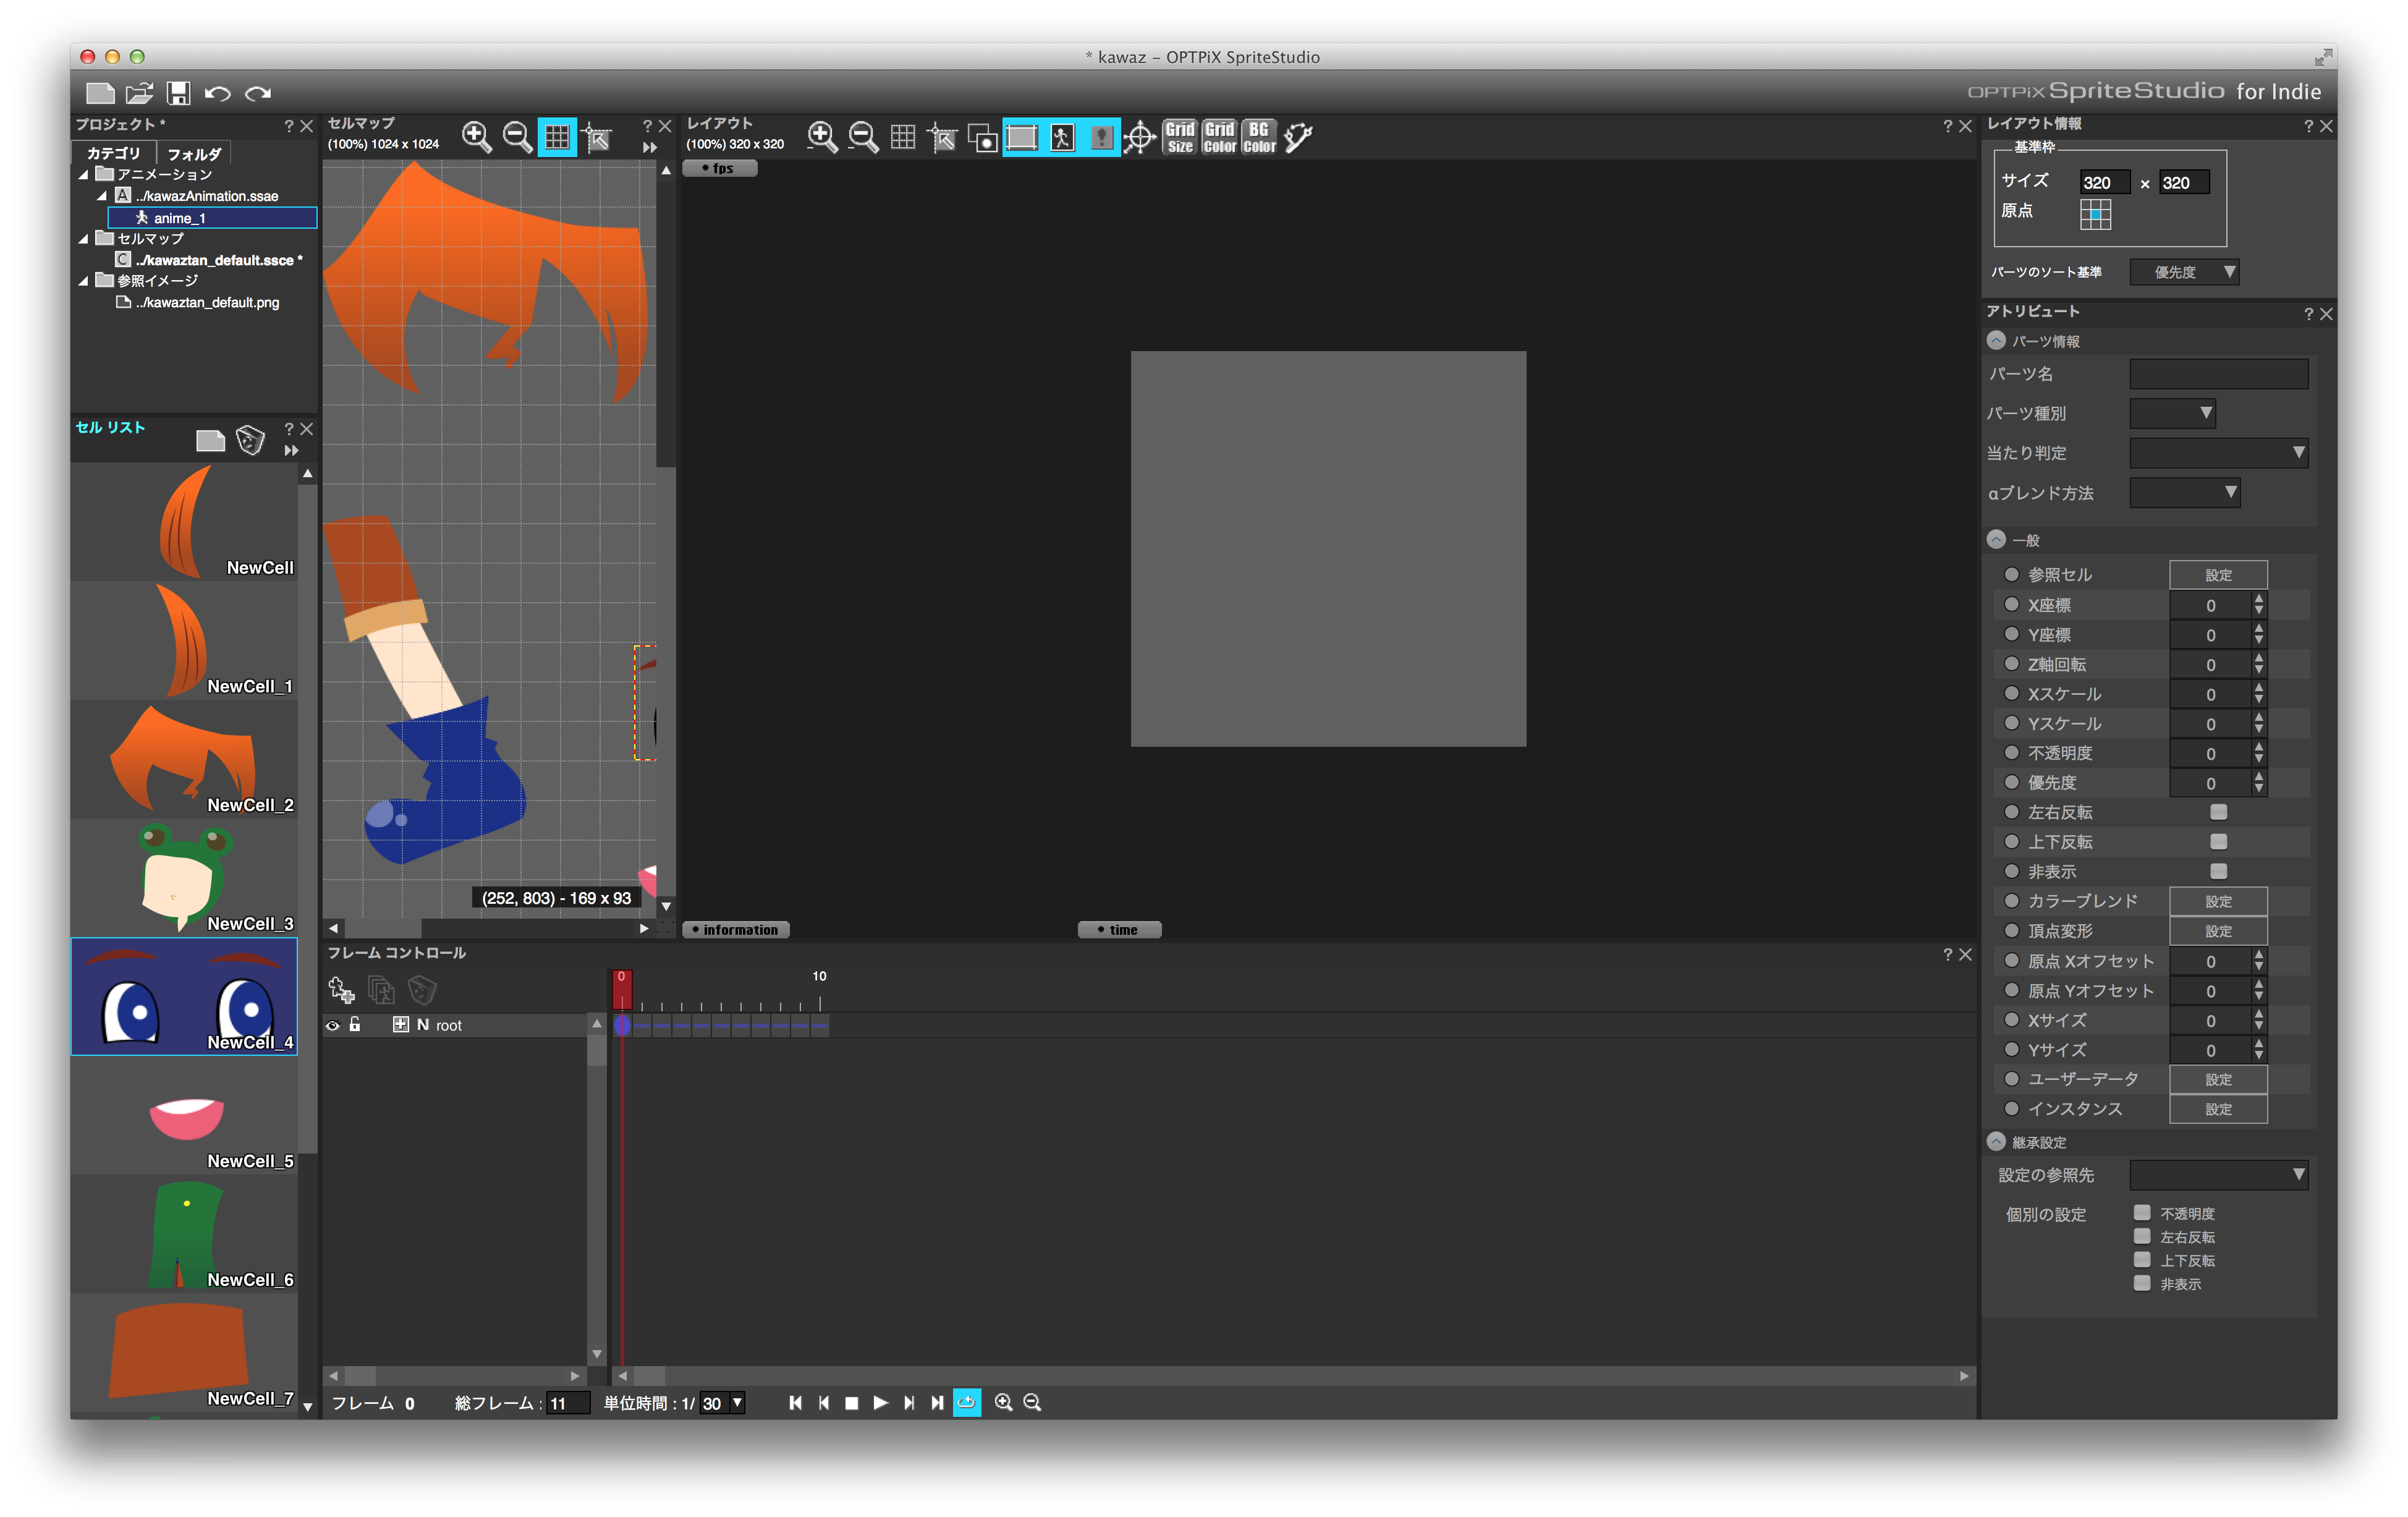 * kawaz – OPTPiX SpriteStudio
OPTPiX SpriteStudio for Indie
プロジェクト *
? 
カテゴリ
フォルダ
アニメーション
A ../kawazAnimation.ssae
anime_1
セルマップ
C ../kawaztan_default.ssce *
参照イメージ
../kawaztan_default.png
セル リスト
?
NewCell
NewCell_1
NewCell_2
NewCell_3
NewCell_4
NewCell_5
NewCell_6
NewCell_7
セルマップ
(100%) 1024 x 1024
?
(252, 803) - 169 x 93
レイアウト
(100%) 320 x 320
Grid Size
Grid Color
BG Color
?
• fps
• information
• time
フレーム コントロール
?
0
10
N root
フレーム 0
総フレーム : 11
単位時間 : 1/ 30
レイアウト情報
?
基準枠
サイズ 320 × 320
原点
パーツのソート基準 優先度
アトリビュート
?
パーツ情報
パーツ名
パーツ種別
当たり判定
αブレンド方法
一般
参照セル 設定
X座標 0
Y座標 0
Z軸回転 0
Xスケール 0
Yスケール 0
不透明度 0
優先度 0
左右反転
上下反転
非表示
カラーブレンド 設定
頂点変形 設定
原点 Xオフセット 0
原点 Yオフセット 0
Xサイズ 0
Yサイズ 0
ユーザーデータ 設定
インスタンス 設定
継承設定
設定の参照先
個別の設定
不透明度
左右反転
上下反転
非表示